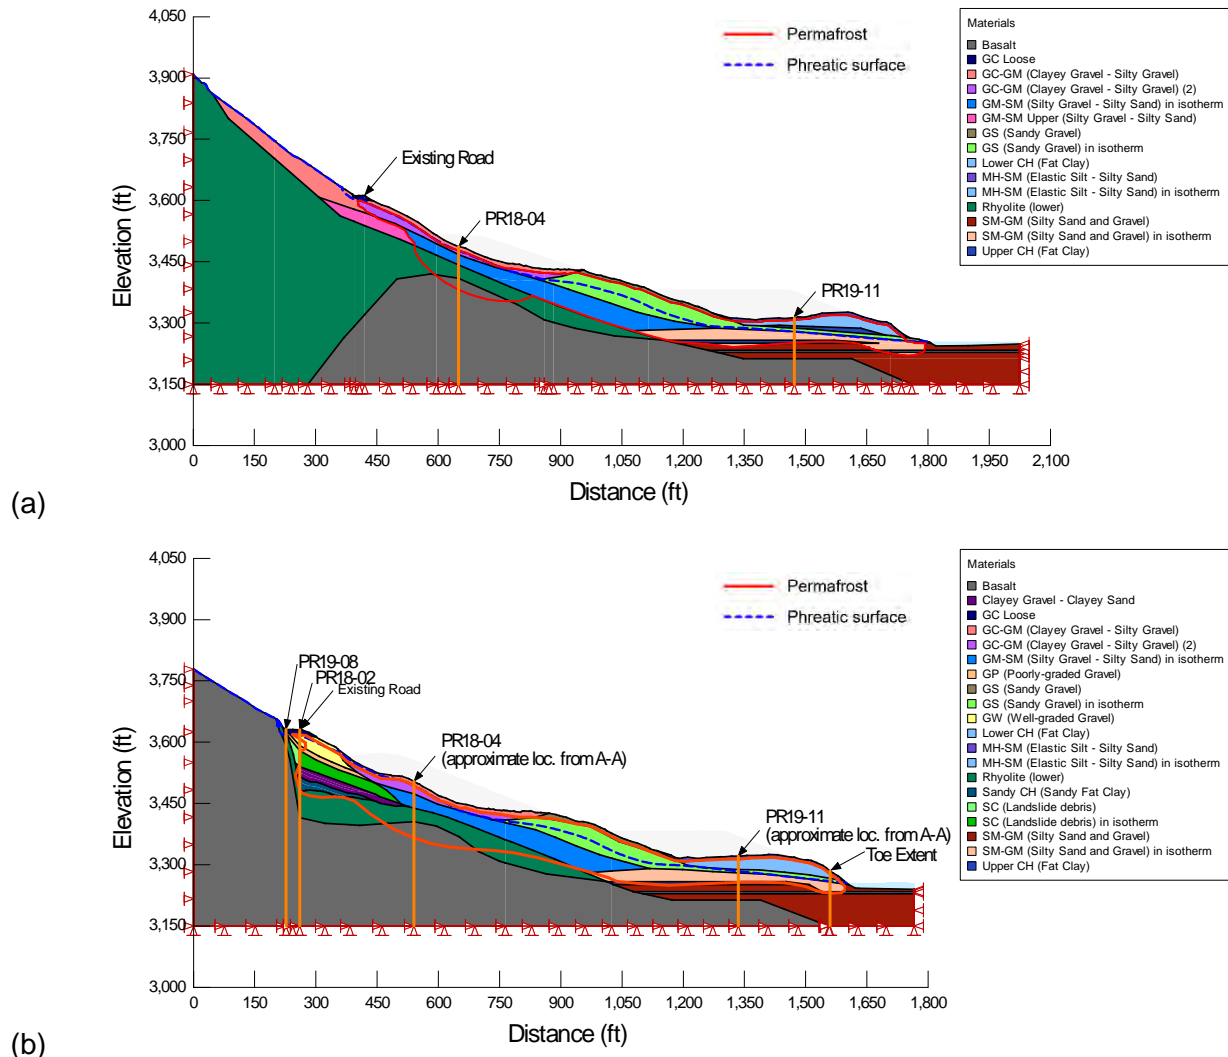 4,050
3,900
3,750
3,600
3,450
3,300
3,150
3,000
Elevation (ft)
0 150 300 450 600 750 900 1,050 1,200 1,350 1,500 1,650 1,800 1,950 2,100
Distance (ft)
Permafrost
Phreatic surface
Existing Road
PR18-04
PR19-11
Materials
Basalt
GC Loose
GC-GM (Clayey Gravel - Silty Gravel)
GC-GM (Clayey Gravel - Silty Gravel) (2)
GM-SM (Silty Gravel - Silty Sand) in isotherm
GM-SM Upper (Silty Gravel - Silty Sand)
GS (Sandy Gravel)
GS (Sandy Gravel) in isotherm
Lower CH (Fat Clay)
MH-SM (Elastic Silt - Silty Sand)
MH-SM (Elastic Silt - Silty Sand) in isotherm
Rhyolite (lower)
SM-GM (Silty Sand and Gravel)
SM-GM (Silty Sand and Gravel) in isotherm
Upper CH (Fat Clay)
(a)
4,050
3,900
3,750
3,600
3,450
3,300
3,150
3,000
Elevation (ft)
0 150 300 450 600 750 900 1,050 1,200 1,350 1,500 1,650 1,800
Distance (ft)
Permafrost
Phreatic surface
PR19-08
PR18-02
Existing Road
PR18-04
(approximate loc. from A-A)
PR19-11
(approximate loc. from A-A)
Toe Extent
Materials
Basalt
Clayey Gravel - Clayey Sand
GC Loose
GC-GM (Clayey Gravel - Silty Gravel)
GC-GM (Clayey Gravel - Silty Gravel) (2)
GM-SM (Silty Gravel - Silty Sand) in isotherm
GP (Poorly-graded Gravel)
GS (Sandy Gravel)
GS (Sandy Gravel) in isotherm
GW (Well-graded Gravel)
Lower CH (Fat Clay)
MH-SM (Elastic Silt - Silty Sand)
MH-SM (Elastic Silt - Silty Sand) in isotherm
Rhyolite (lower)
Sandy CH (Sandy Fat Clay)
SC (Landslide debris)
SC (Landslide debris) in isotherm
SM-GM (Silty Sand and Gravel)
SM-GM (Silty Sand and Gravel) in isotherm
Upper CH (Fat Clay)
(b)